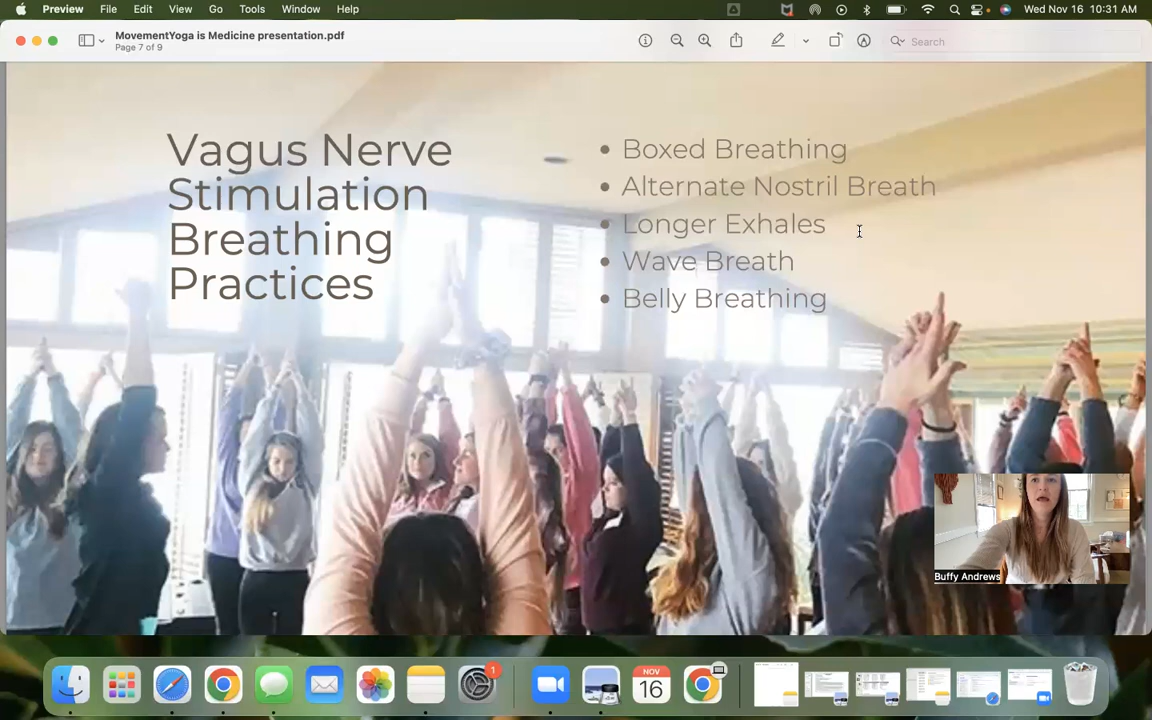 Preview File Edit View Go Tools Window Help
Wed Nov 16 10:31 AM
MovementYoga is Medicine presentation.pdf
Page 7 of 9
Search
Vagus Nerve
Stimulation
Breathing
Practices
• Boxed Breathing
• Alternate Nostril Breath
• Longer Exhales
• Wave Breath
• Belly Breathing
Buffy Andrews
1
NOV
16